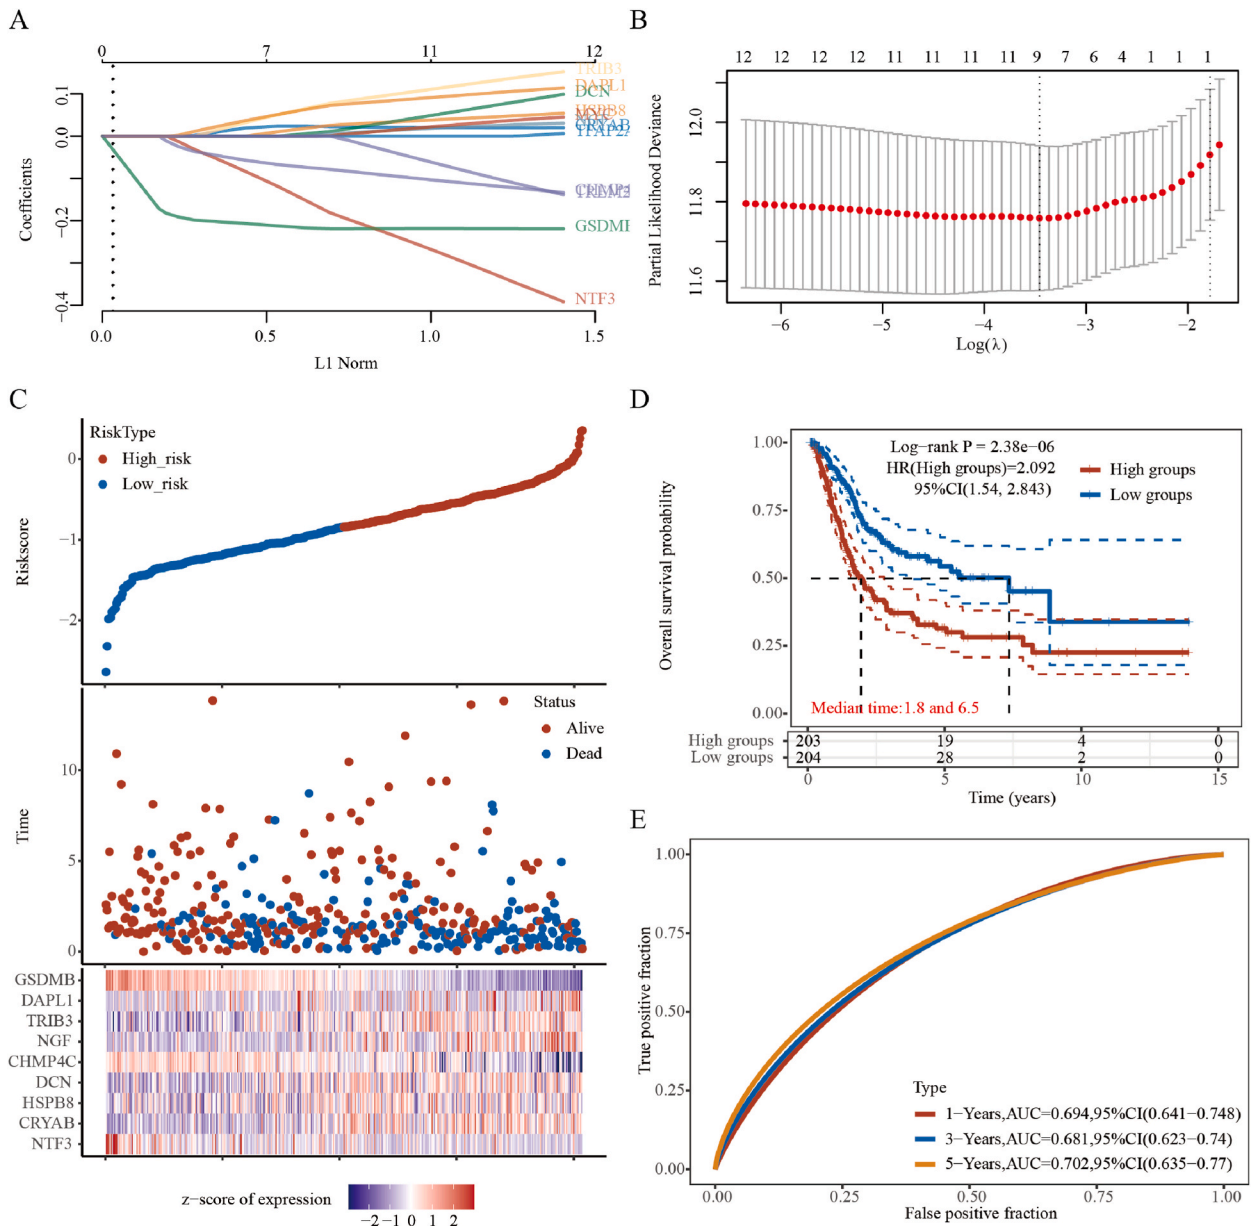 A
0 7 11 12
TRIB3
DAPL1
DCN
HSPB8
CRYAB
GSDMB
NTF3
0.1
0.0
−0.2
−0.4
Coefficients
0.0 0.5 1.0 1.5
L1 Norm
B
12 12 12 12 11 11 11 11 9 7 6 4 1 1 1
12.0
11.8
11.6
Partial Likelihood Deviance
−6 −5 −4 −3 −2
Log(λ)
C
RiskType
High_risk
Low_risk
0
−1
−2
Riskscore
Status
Alive
Dead
10
5
0
Time
GSDMB
DAPL1
TRIB3
NGF
CHMP4C
DCN
HSPB8
CRYAB
NTF3
z−score of expression
−2 −1 0 1 2
D
Log−rank P = 2.38e−06
HR(High groups)=2.092
95%CI(1.54, 2.843)
High groups
Low groups
1.00
0.75
0.50
0.25
0.00
Overall survival probability
Median time:1.8 and 6.5
High groups 203 19 4 0
Low groups 204 28 2 0
0 5 10 15
Time (years)
E
1.00
0.75
0.50
0.25
0.00
True positive fraction
Type
1−Years,AUC=0.694,95%CI(0.641−0.748)
3−Years,AUC=0.681,95%CI(0.623−0.74)
5−Years,AUC=0.702,95%CI(0.635−0.77)
0.00 0.25 0.50 0.75 1.00
False positive fraction